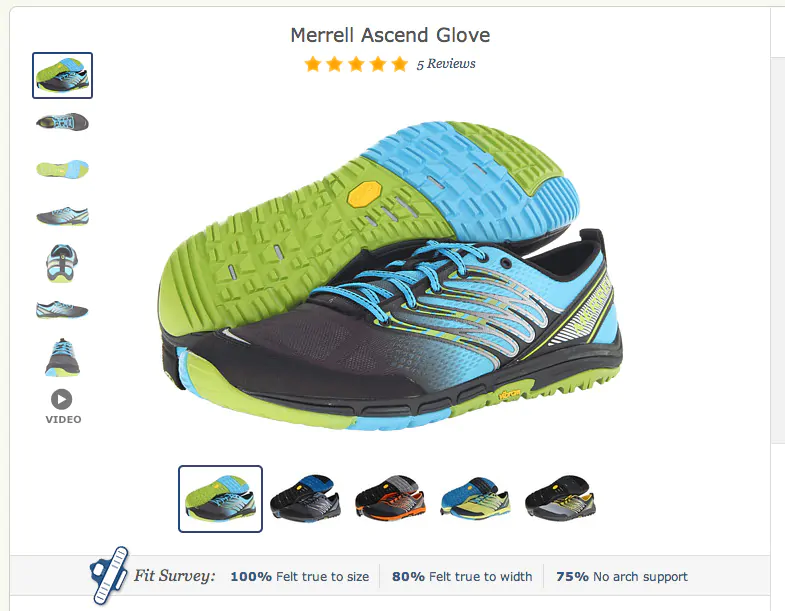 Merrell Ascend Glove
5 Reviews
vibram
VIDEO
Fit Survey: 100% Felt true to size 80% Felt true to width 75% No arch support